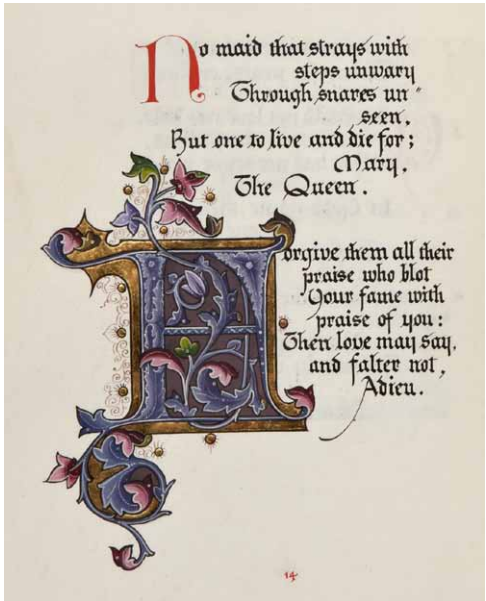 No maid that strays with
steps unwary
Through snares un"
seen,
But one to live and die for;
Mary,
The Queen.
Forgive them all their
praise who blot
Your fame with
praise of you:
Then love may say,
and falter not,
Adieu.
14